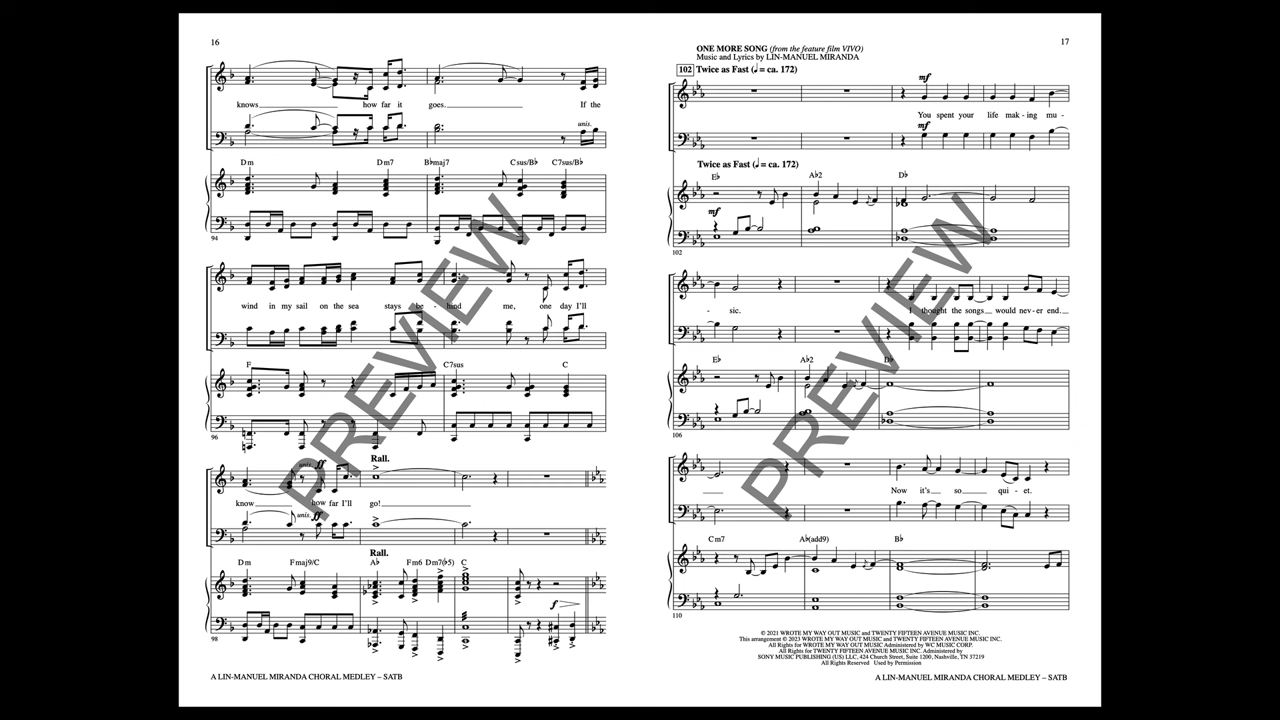 16
knows how far it goes. If the
unis.
Dm Dm7 B♭maj7 Csus/B♭ C7sus/B♭
94
wind in my sail on the sea stays be - hind me, one day I'll
F C7sus C
96
Rall.
unis. ff
know how far I'll go!
unis. ff
Rall.
Dm Fmaj9/C A♭ Fm6 Dm7(♭5) C
f
98
A LIN-MANUEL MIRANDA CHORAL MEDLEY – SATB
17
ONE MORE SONG (from the feature film VIVO)
Music and Lyrics by LIN-MANUEL MIRANDA
102 Twice as Fast (♩ = ca. 172)
mf
You spent your life mak - ing mu -
mf
Twice as Fast (♩ = ca. 172)
E♭ A♭2 D♭
mf
102
- sic. I thought the songs would nev - er end.
E♭ A♭2 D♭
106
Now it's so qui - et.
Cm7 A♭(add9) B♭
110
© 2021 WROTE MY WAY OUT MUSIC and TWENTY FIFTEEN AVENUE MUSIC INC.
This arrangement © 2023 WROTE MY WAY OUT MUSIC and TWENTY FIFTEEN AVENUE MUSIC INC.
All Rights for WROTE MY WAY OUT MUSIC Administered by WC MUSIC CORP.
All Rights for TWENTY FIFTEEN AVENUE MUSIC INC. Administered by
SONY MUSIC PUBLISHING (US) LLC, 424 Church Street, Suite 1200, Nashville, TN 37219
All Rights Reserved Used by Permission
A LIN-MANUEL MIRANDA CHORAL MEDLEY – SATB
PREVIEW
PREVIEW